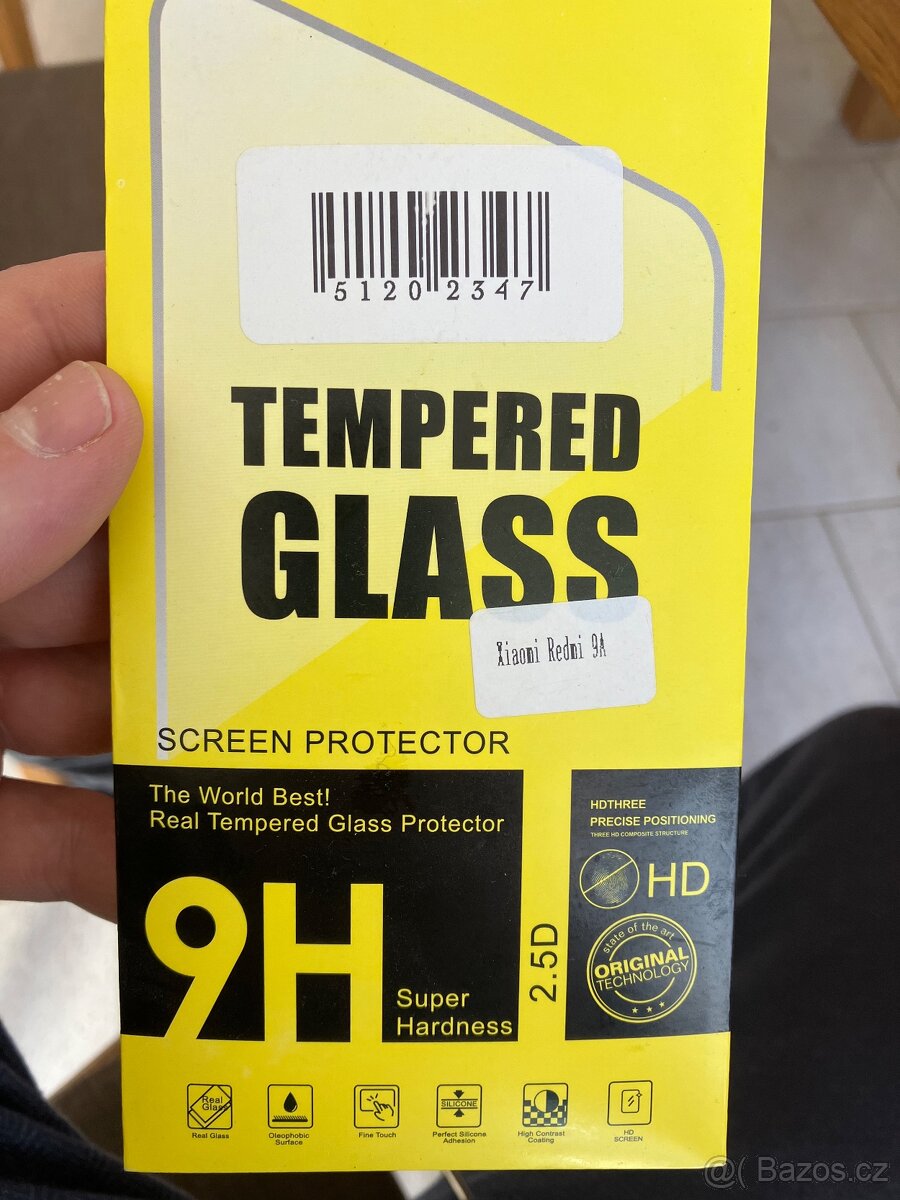 5120 2347
TEMPERED
GLASS
Xiaomi Redmi 9A
SCREEN PROTECTOR
The World Best!
Real Tempered Glass Protector
9H
Super
Hardness
2.5D
HDTHREE
PRECISE POSITIONING
THREE HD COMPOSITE STRUCTURE
HD
state of the art
ORIGINAL
TECHNOLOGY
Real
Glass
Real Glass
Oleophobic
Surface
Fine Touch
SILICONE
Perfect Silicone
Adhesion
High Contrast
Coating
HD
SCREEN
@( Bazos.cz